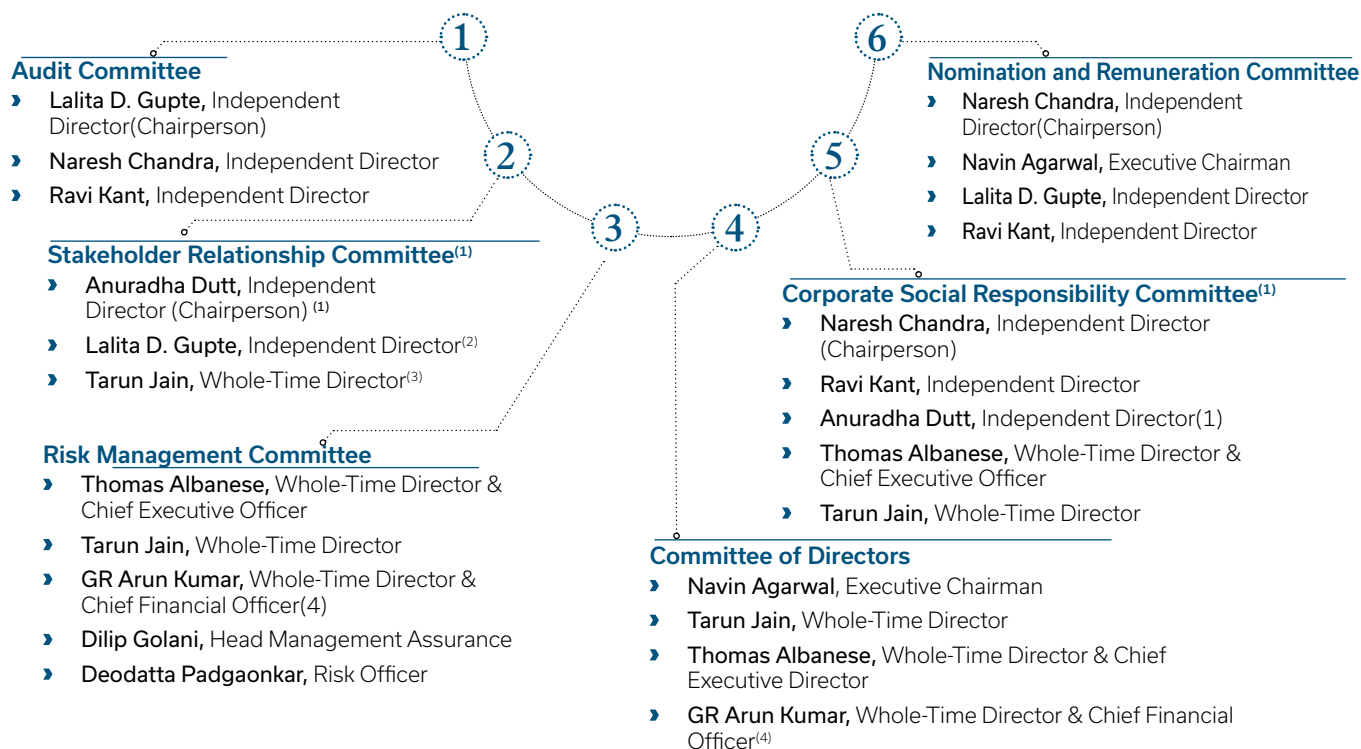 1
Audit Committee
Lalita D. Gupte, Independent
Director(Chairperson)
Naresh Chandra, Independent Director
Ravi Kant, Independent Director
2
Stakeholder Relationship Committee(1)
Anuradha Dutt, Independent
Director (Chairperson) (1)
Lalita D. Gupte, Independent Director(2)
Tarun Jain, Whole-Time Director(3)
3
Risk Management Committee
Thomas Albanese, Whole-Time Director &
Chief Executive Officer
Tarun Jain, Whole-Time Director
GR Arun Kumar, Whole-Time Director &
Chief Financial Officer(4)
Dilip Golani, Head Management Assurance
Deodatta Padgaonkar, Risk Officer
4
Committee of Directors
Navin Agarwal, Executive Chairman
Tarun Jain, Whole-Time Director
Thomas Albanese, Whole-Time Director & Chief
Executive Director
GR Arun Kumar, Whole-Time Director & Chief Financial
Officer(4)
5
Corporate Social Responsibility Committee(1)
Naresh Chandra, Independent Director
(Chairperson)
Ravi Kant, Independent Director
Anuradha Dutt, Independent Director(1)
Thomas Albanese, Whole-Time Director &
Chief Executive Officer
Tarun Jain, Whole-Time Director
6
Nomination and Remuneration Committee
Naresh Chandra, Independent
Director(Chairperson)
Navin Agarwal, Executive Chairman
Lalita D. Gupte, Independent Director
Ravi Kant, Independent Director